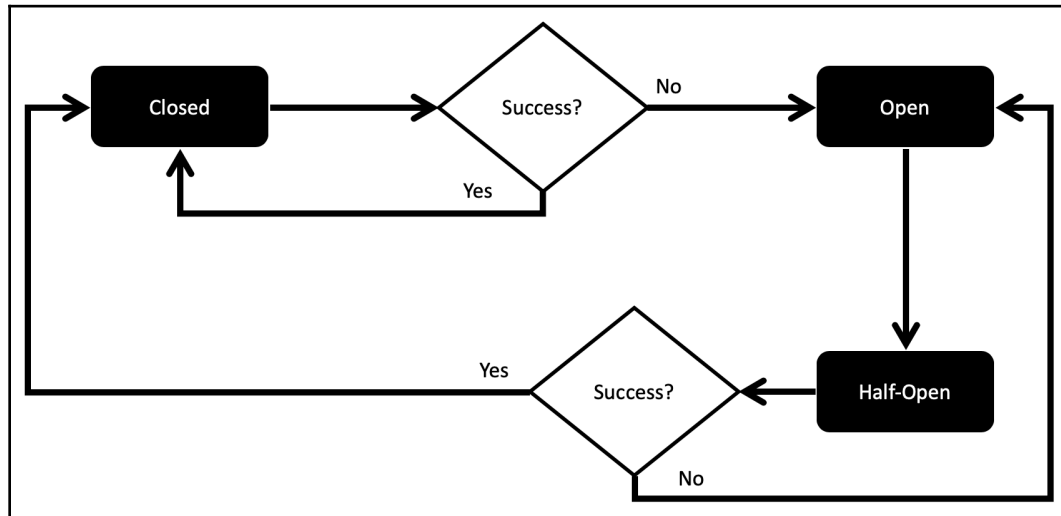 Closed
Success?
No
Open
Yes
Yes
Success?
Half-Open
No